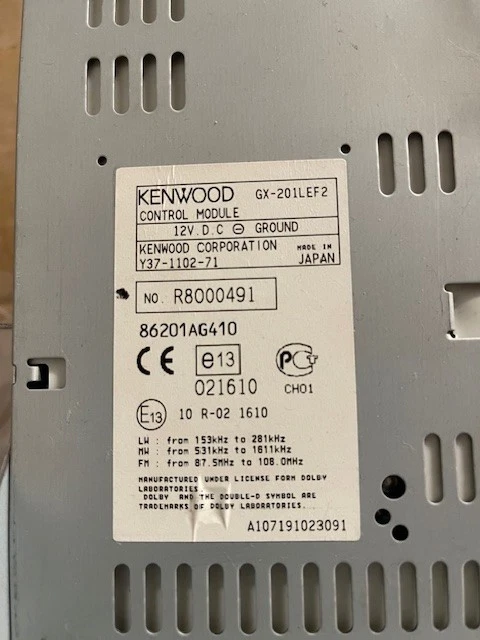 KENWOOD GX-201LEF2
CONTROL MODULE
12V.D.C ⊖ GROUND
KENWOOD CORPORATION MADE IN
Y37-1102-71 JAPAN
NO. R8000491
86201AG410
CE e13 PCT
021610 CH01
E13 10 R-02 1610
LW : from 153kHz to 281kHz
MW : from 531kHz to 1611kHz
FM : from 87.5MHz to 108.0MHz
MANUFACTURED UNDER LICENSE FROM DOLBY
LABORATORIES.
DOLBY AND THE DOUBLE-D SYMBOL ARE
TRADEMARKS OF DOLBY LABORATORIES.
A107191023091